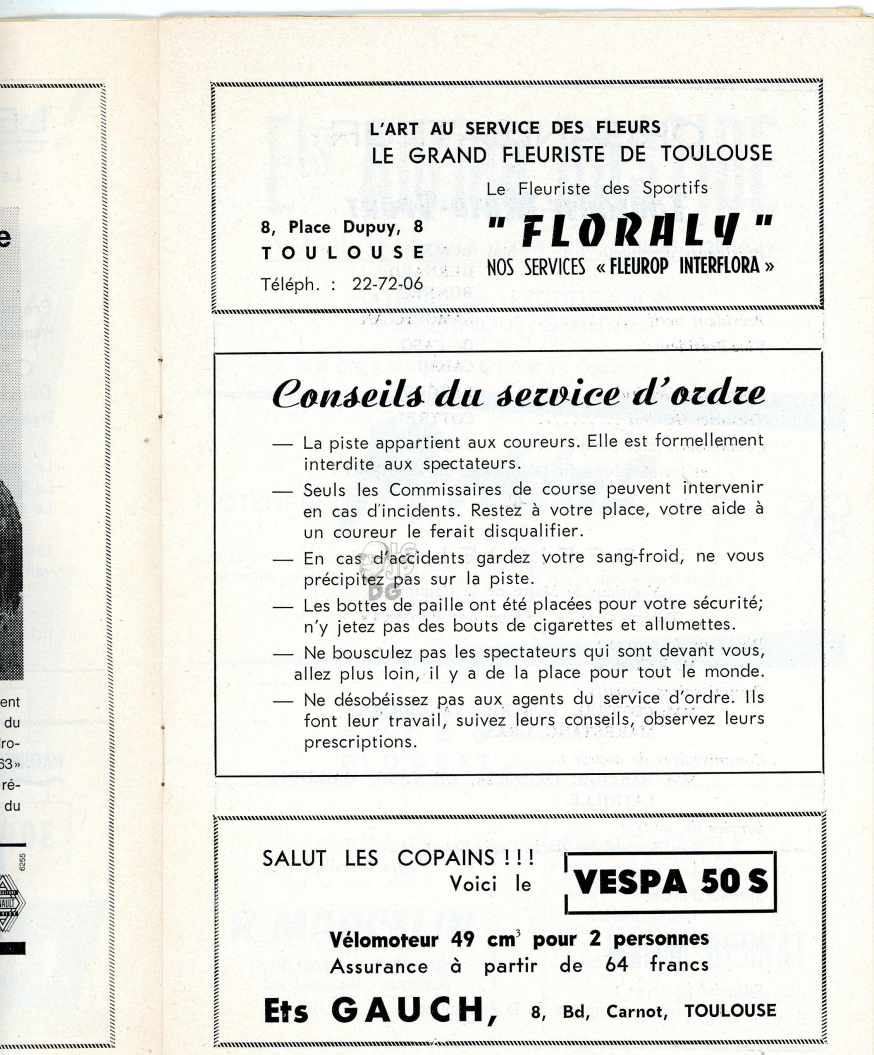 e
ent
du
dro-
63»
ré-
du
6255
L'ART AU SERVICE DES FLEURS
LE GRAND FLEURISTE DE TOULOUSE
Le Fleuriste des Sportifs
8, Place Dupuy, 8
TOULOUSE
Téléph. : 22-72-06
" FLORALY "
NOS SERVICES « FLEUROP INTERFLORA »
Conseils du service d'ordre
— La piste appartient aux coureurs. Elle est formellement
interdite aux spectateurs.
— Seuls les Commissaires de course peuvent intervenir
en cas d'incidents. Restez à votre place, votre aide à
un coureur le ferait disqualifier.
— En cas d'accidents gardez votre sang-froid, ne vous
précipitez pas sur la piste.
— Les bottes de paille ont été placées pour votre sécurité;
n'y jetez pas des bouts de cigarettes et allumettes.
— Ne bousculez pas les spectateurs qui sont devant vous,
allez plus loin, il y a de la place pour tout le monde.
— Ne désobéissez pas aux agents du service d'ordre. Ils
font leur travail, suivez leurs conseils, observez leurs
prescriptions.
SALUT LES COPAINS !!!
Voici le VESPA 50 S
Vélomoteur 49 cm³ pour 2 personnes
Assurance à partir de 64 francs
Ets GAUCH, 8, Bd, Carnot, TOULOUSE